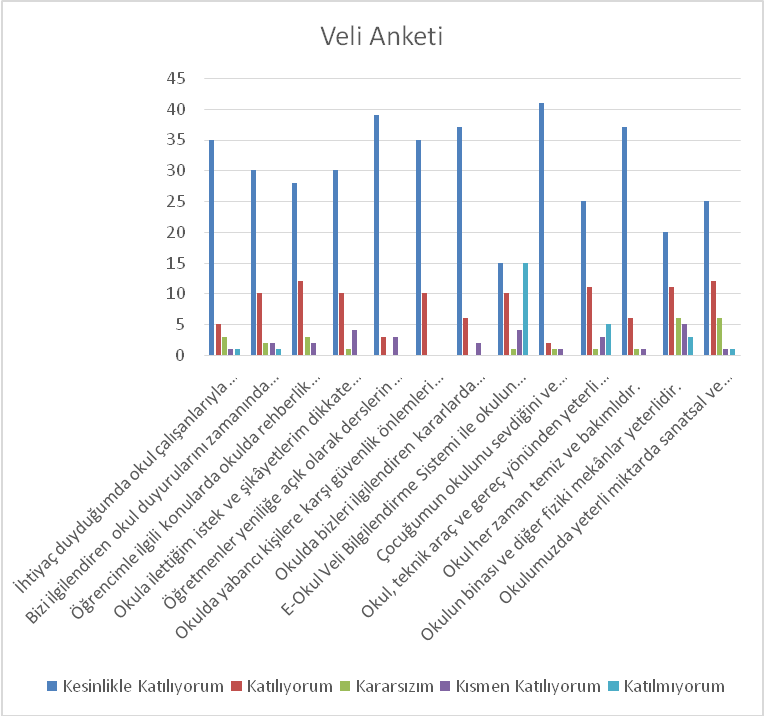 Veli Anketi
45
40
35
30
25
20
15
10
5
0
İhtiyaç duyduğumda okul çalışanlarıyla…
Bizi ilgilendiren okul duyurularını zamanında…
Öğrencimle ilgili konularda okulda rehberlik…
Okula ilettiğim istek ve şikâyetlerim dikkate…
Öğretmenler yeniliğe açık olarak derslerin…
Okulda yabancı kişilere karşı güvenlik önlemleri…
Okulda bizleri ilgilendiren kararlarda…
E-Okul Veli Bilgilendirme Sistemi ile okulun…
Çocuğumun okulunu sevdiğini ve…
Okul, teknik araç ve gereç yönünden yeterli…
Okul her zaman temiz ve bakımlıdır.
Okulun binası ve diğer fiziki mekânlar yeterlidir.
Okulumuzda yeterli miktarda sanatsal ve…
Kesinlikle Katılıyorum Katılıyorum Kararsızım Kısmen Katılıyorum Katılmıyorum